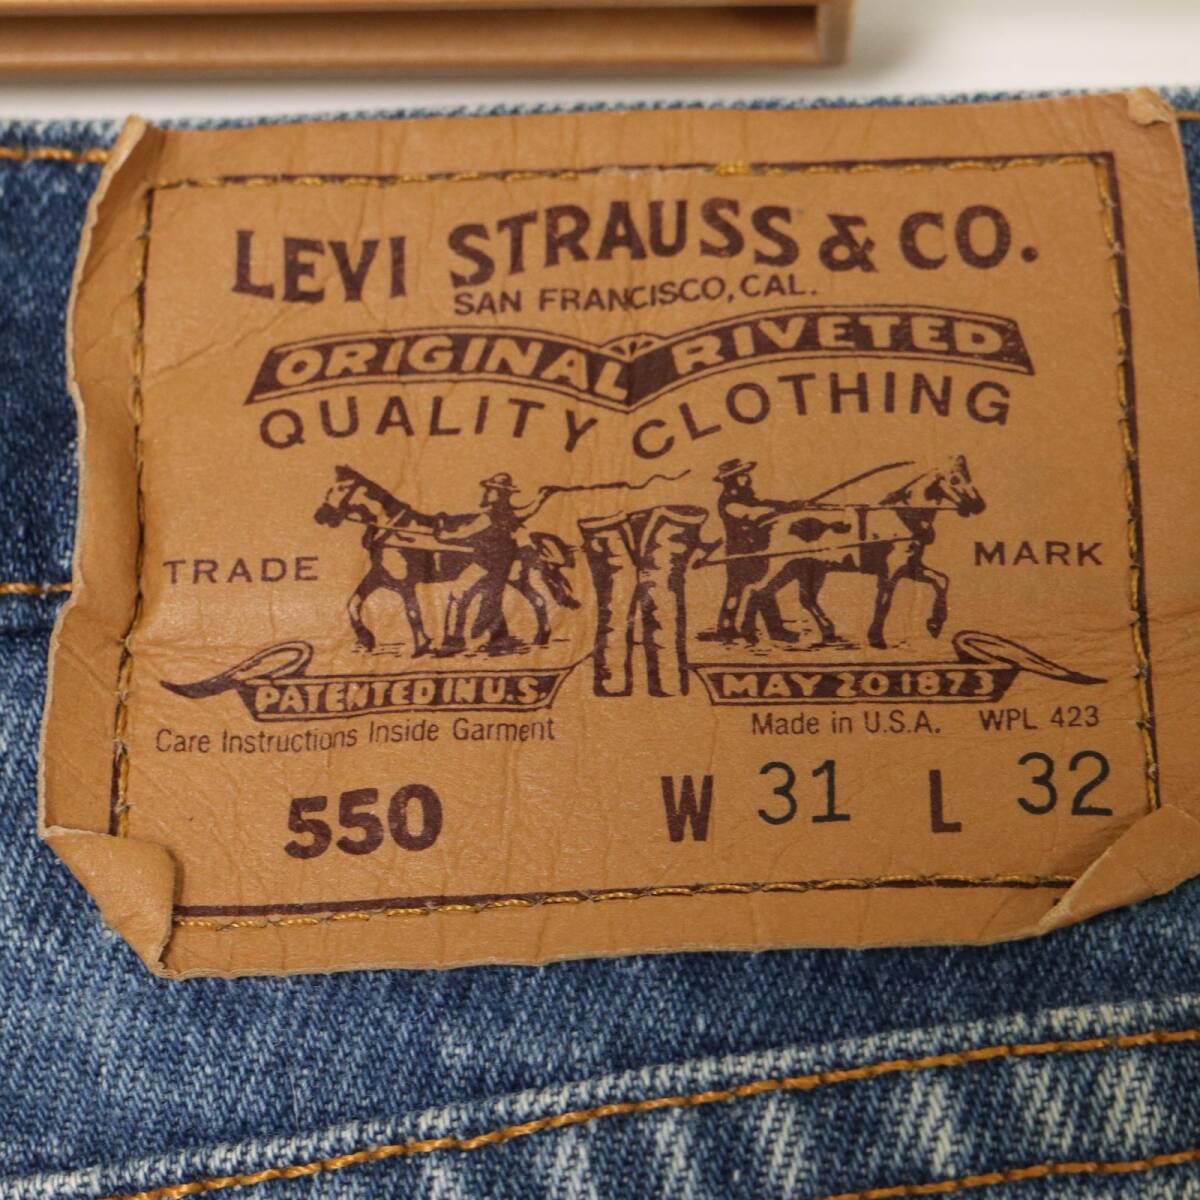 LEVI STRAUSS & CO.
SAN FRANCISCO, CAL.
ORIGINAL RIVETED
QUALITY CLOTHING
TRADE MARK
PATENTED IN U.S. MAY 20 1873
Care Instructions Inside Garment Made in U.S.A. WPL 423
550 W 31 L 32